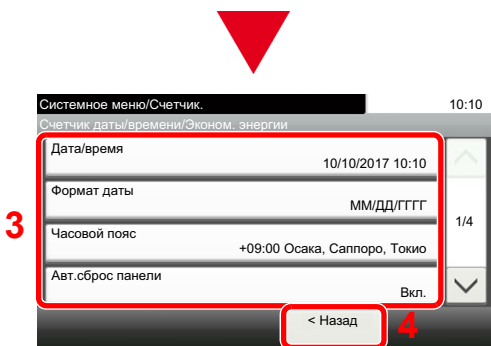 Системное меню/Счетчик.
10:10
Счетчик даты/времени/Эконом. энергии
Дата/время
10/10/2017 10:10
Формат даты
ММ/ДД/ГГГГ
1/4
3
Часовой пояс
+09:00 Осака, Саппоро, Токио
Авт.сброс панели
Вкл.
< Назад
4